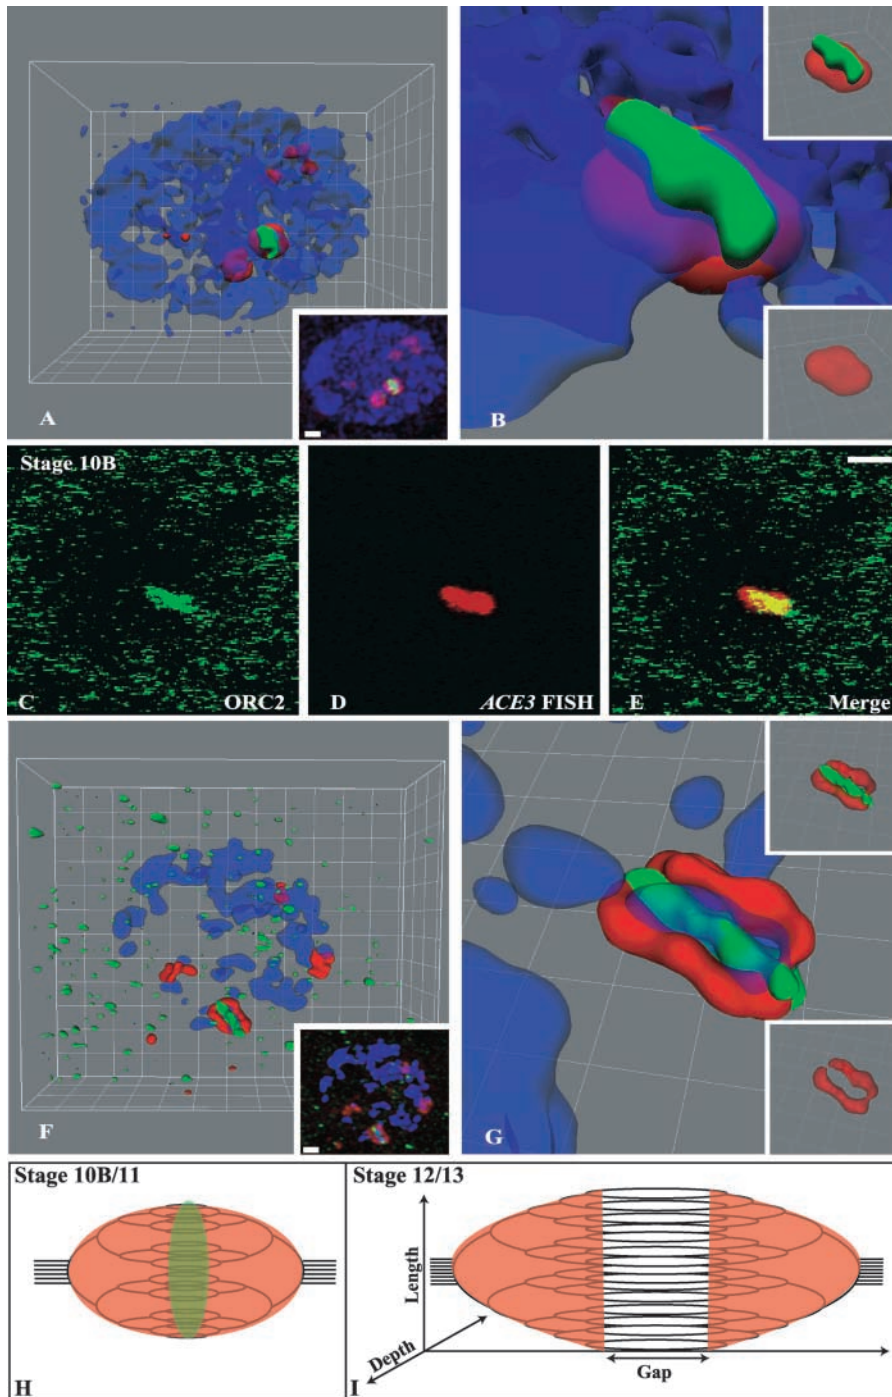 A
B
Stage 10B
C
ORC2
D
ACE3 FISH
E
Merge
F
G
Stage 10B/11
H
Stage 12/13
Length
Depth
Gap
I